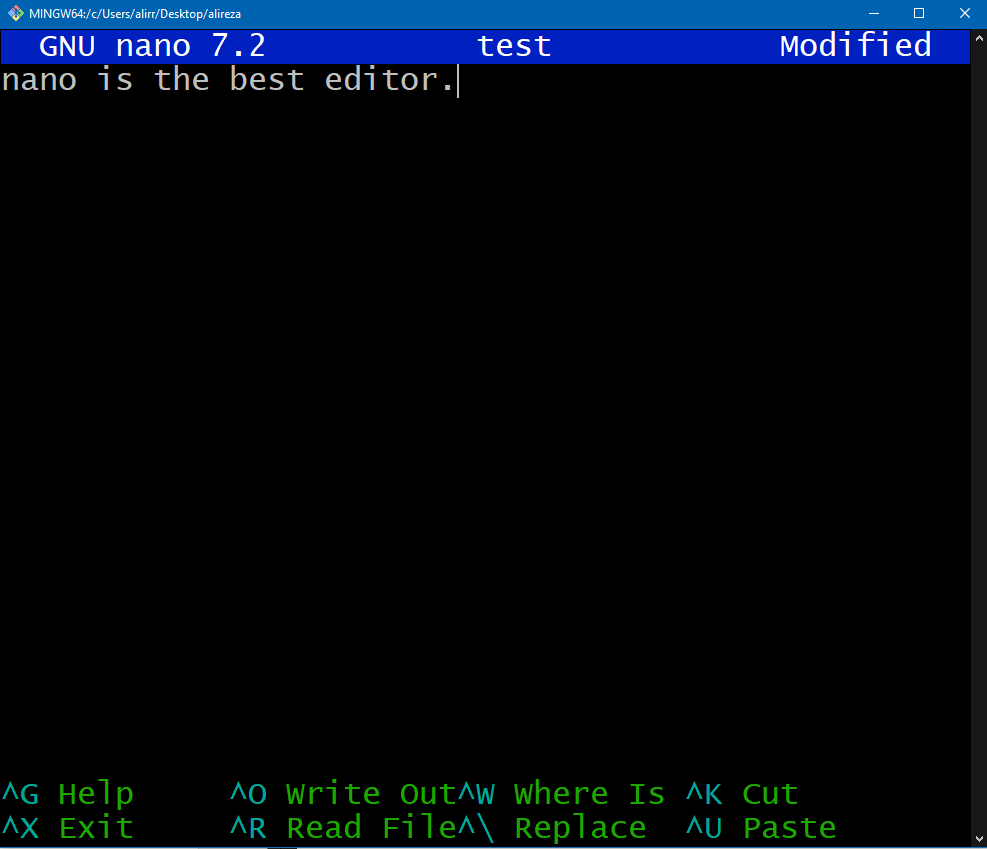 MINGW64:/c/Users/alirr/Desktop/alireza
GNU nano 7.2 test Modified
nano is the best editor.
^G Help ^O Write Out^W Where Is ^K Cut
^X Exit ^R Read File^\ Replace ^U Paste